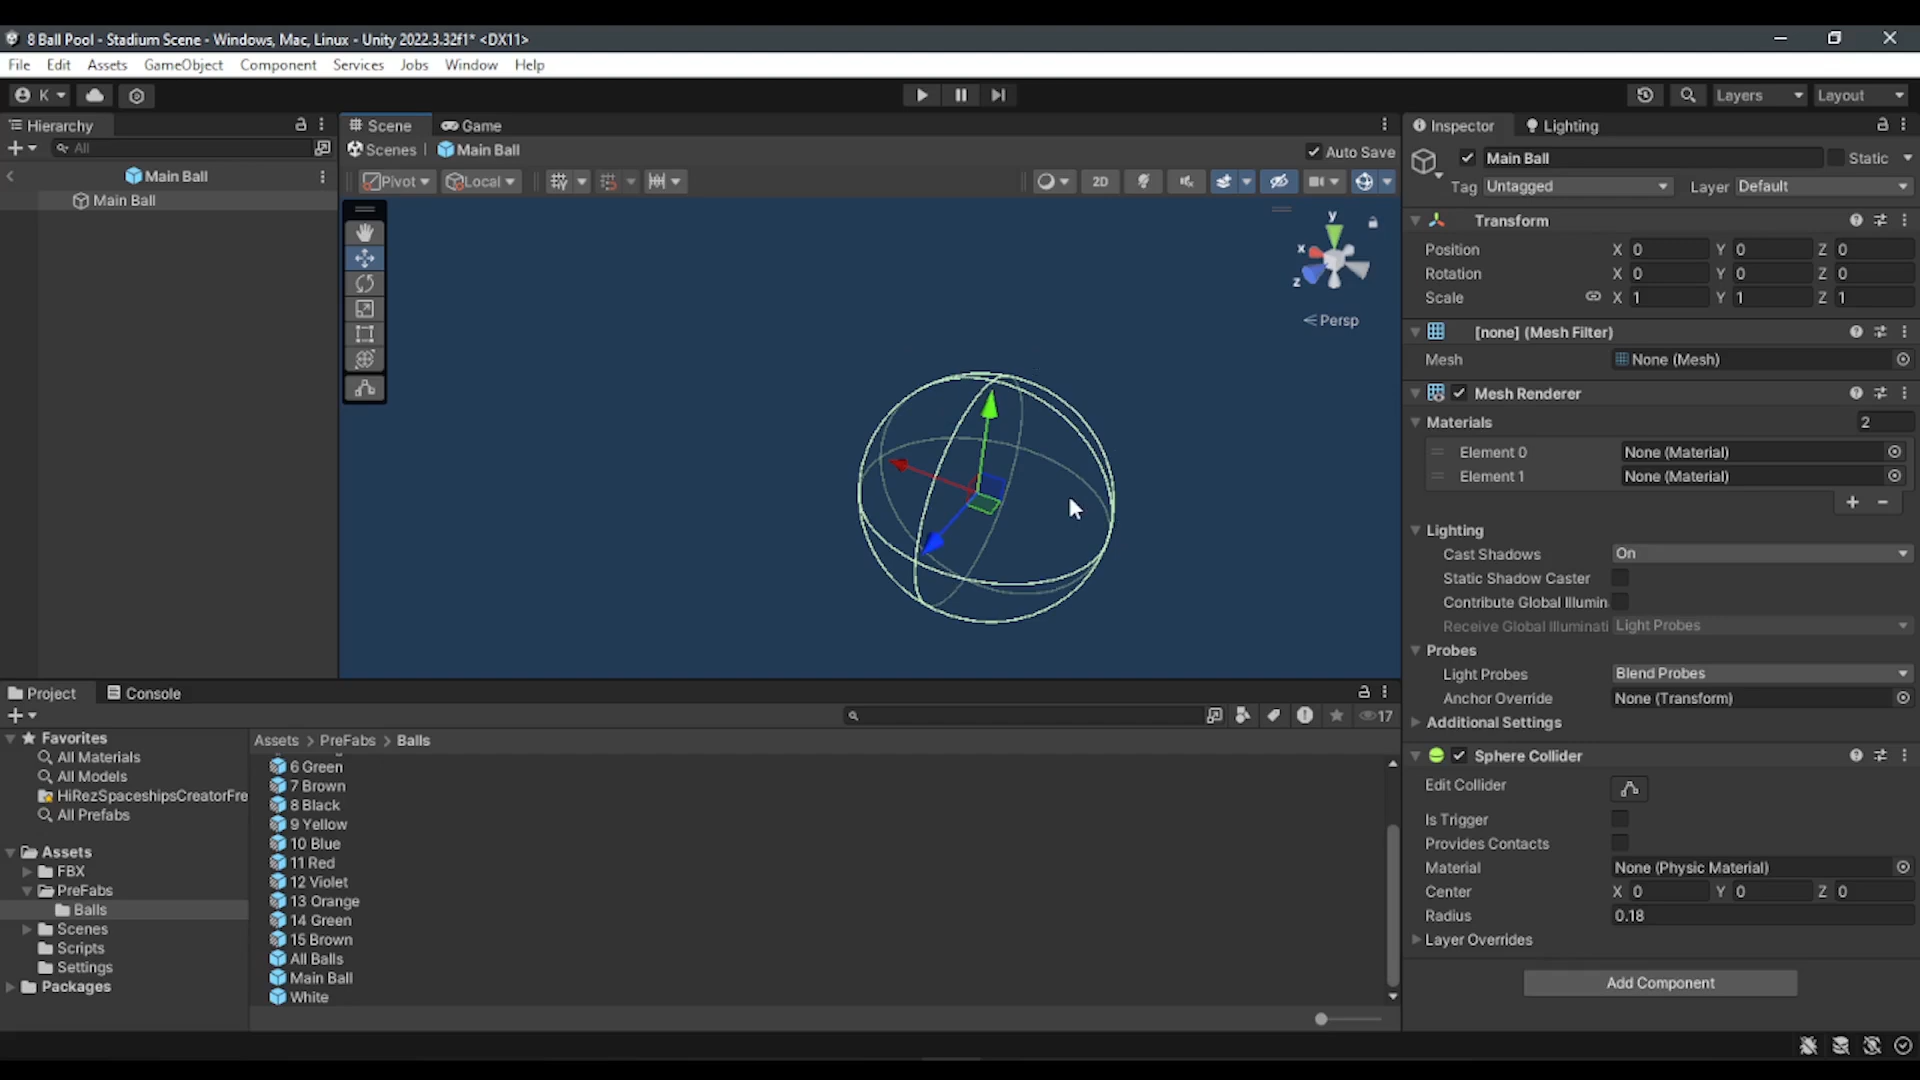 8 Ball Pool - Stadium Scene - Windows, Mac, Linux - Unity 2022.3.32f1* <DX11>
File Edit Assets GameObject Component Services Jobs Window Help
K Layers Layout
Hierarchy
All
Main Ball
Main Ball
Scene Game
Scenes Main Ball Auto Save
Pivot Local 2D
y
x
z
Persp
Inspector Lighting
Main Ball Static
Tag Untagged Layer Default
Transform
Position X 0 Y 0 Z 0
Rotation X 0 Y 0 Z 0
Scale X 1 Y 1 Z 1
[none] (Mesh Filter)
Mesh None (Mesh)
Mesh Renderer
Materials 2
Element 0 None (Material)
Element 1 None (Material)
Lighting
Cast Shadows On
Static Shadow Caster
Contribute Global Illumin
Receive Global Illuminati Light Probes
Probes
Light Probes Blend Probes
Anchor Override None (Transform)
Additional Settings
Sphere Collider
Edit Collider
Is Trigger
Provides Contacts
Material None (Physic Material)
Center X 0 Y 0 Z 0
Radius 0.18
Layer Overrides
Add Component
Project Console
17
Favorites
All Materials
All Models
HiRezSpaceshipsCreatorFre
All Prefabs
Assets
FBX
PreFabs
Balls
Scenes
Scripts
Settings
Packages
Assets > PreFabs > Balls
6 Green
7 Brown
8 Black
9 Yellow
10 Blue
11 Red
12 Violet
13 Orange
14 Green
15 Brown
All Balls
Main Ball
White